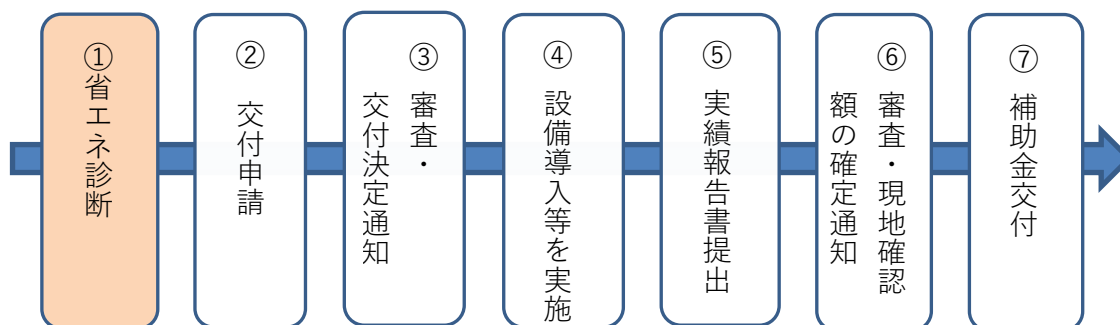 ①省エネ診断
②　交付申請
③　審査・
交付決定通知
④　設備導入等を実施
⑤　実績報告書提出
⑥　審査・現地確認
額の確定通知
⑦　補助金交付